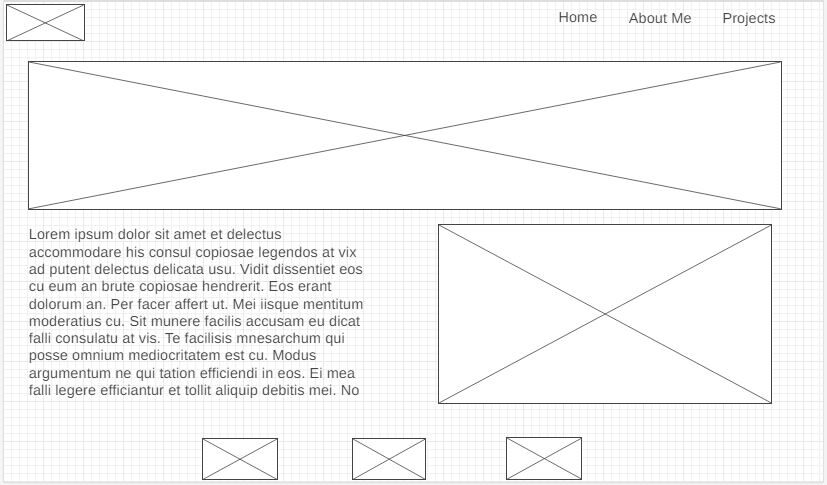 Home About Me Projects
Lorem ipsum dolor sit amet et delectus
accommodare his consul copiosae legendos at vix
ad putent delectus delicata usu. Vidit dissentiet eos
cu eum an brute copiosae hendrerit. Eos erant
dolorum an. Per facer affert ut. Mei iisque mentitum
moderatius cu. Sit munere facilis accusam eu dicat
falli consulatu at vis. Te facilisis mnesarchum qui
posse omnium mediocritatem est cu. Modus
argumentum ne qui tation efficiendi in eos. Ei mea
falli legere efficiantur et tollit aliquip debitis mei. No